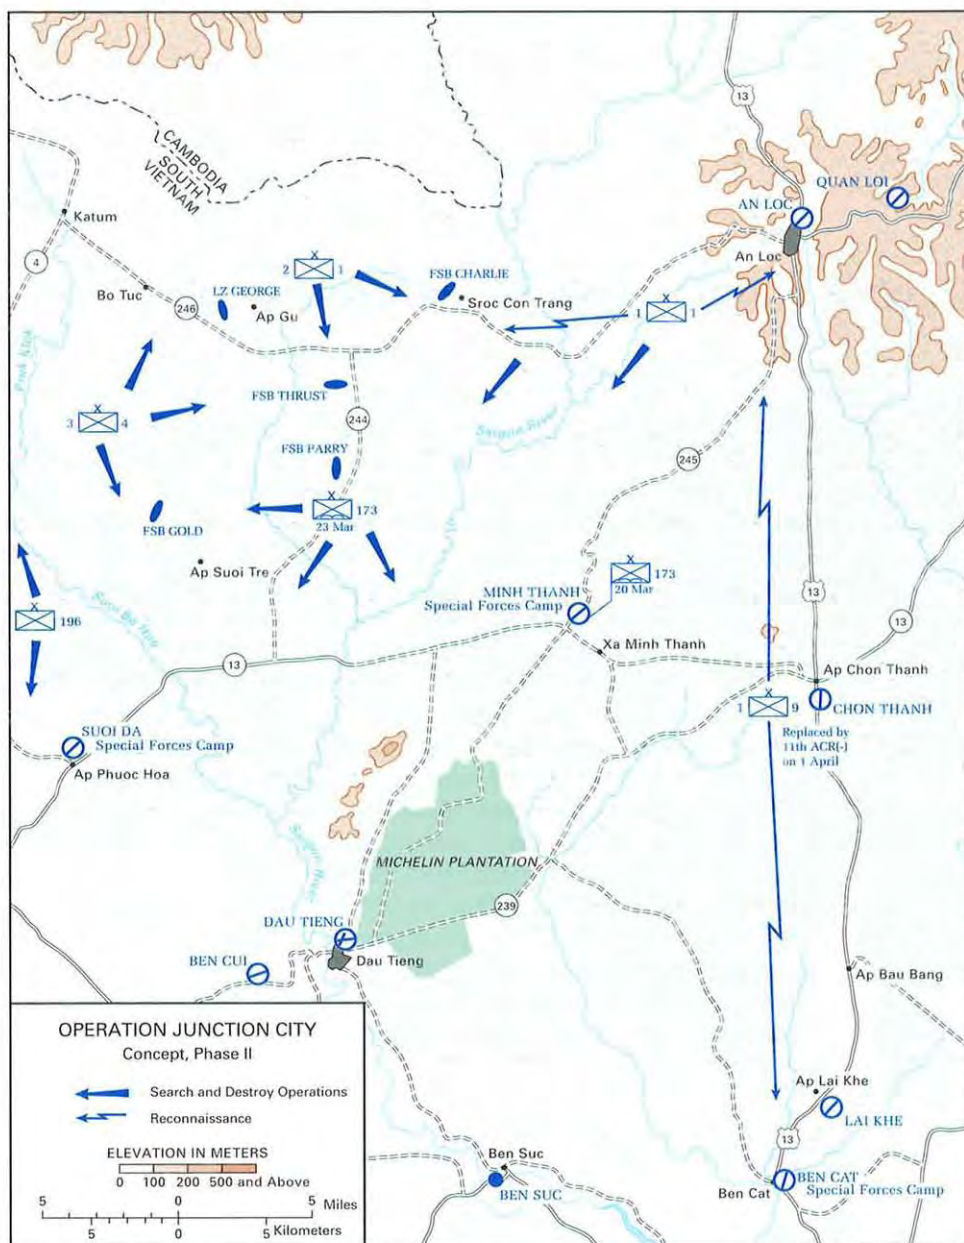 13
CAMBODIA
SOUTH
VIETNAM
QUAN LOI
AN LOC
An Loc
Katum
4
Bo Tuc
246
LZ GEORGE
Ap Gu
X
2 1
FSB CHARLIE
Sroc Con Trang
X
1 1
Prek Klok
FSB THRUST
X
3 4
244
Saigon River
FSB PARRY
245
X
173
23 Mar
FSB GOLD
Ap Suoi Tre
X
173
20 Mar
MINH THANH
Special Forces Camp
13
13
X
196
13
Xa Minh Thanh
Ap Chon Thanh
X
1 9
CHON THANH
Replaced by
11th ACR(-)
on 1 April
SUOI DA
Special Forces Camp
Ap Phuoc Hoa
Saigon River
MICHELIN PLANTATION
239
DAU TIENG
Dau Tieng
BEN CUI
Ap Bau Bang
Ap Lai Khe
LAI KHE
13
Ben Suc
BEN SUC
Ben Cat
BEN CAT
Special Forces Camp
OPERATION JUNCTION CITY
Concept, Phase II
Search and Destroy Operations
Reconnaissance
ELEVATION IN METERS
0 100 200 500 and Above
5 0 5 Miles
5 0 5 Kilometers